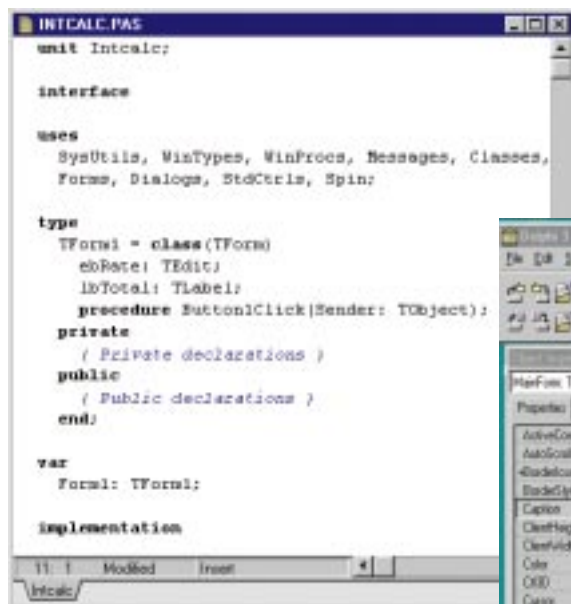 INTCALC.PAS
unit Intcalc;
interface
uses
SysUtils, WinTypes, WinProcs, Messages, Classes,
Forms, Dialogs, StdCtrls, Spin;
type
TForm1 = class(TForm)
ebRate: TEdit;
lbTotal: TLabel;
procedure Button1Click(Sender: TObject);
private
{ Private declarations }
public
{ Public declarations }
end;
var
Form1: TForm1;
implementation
11: 1 Modified Insert
Intcalc
File Edit
MainForm: T
Properties
Caption
Color
Cursor